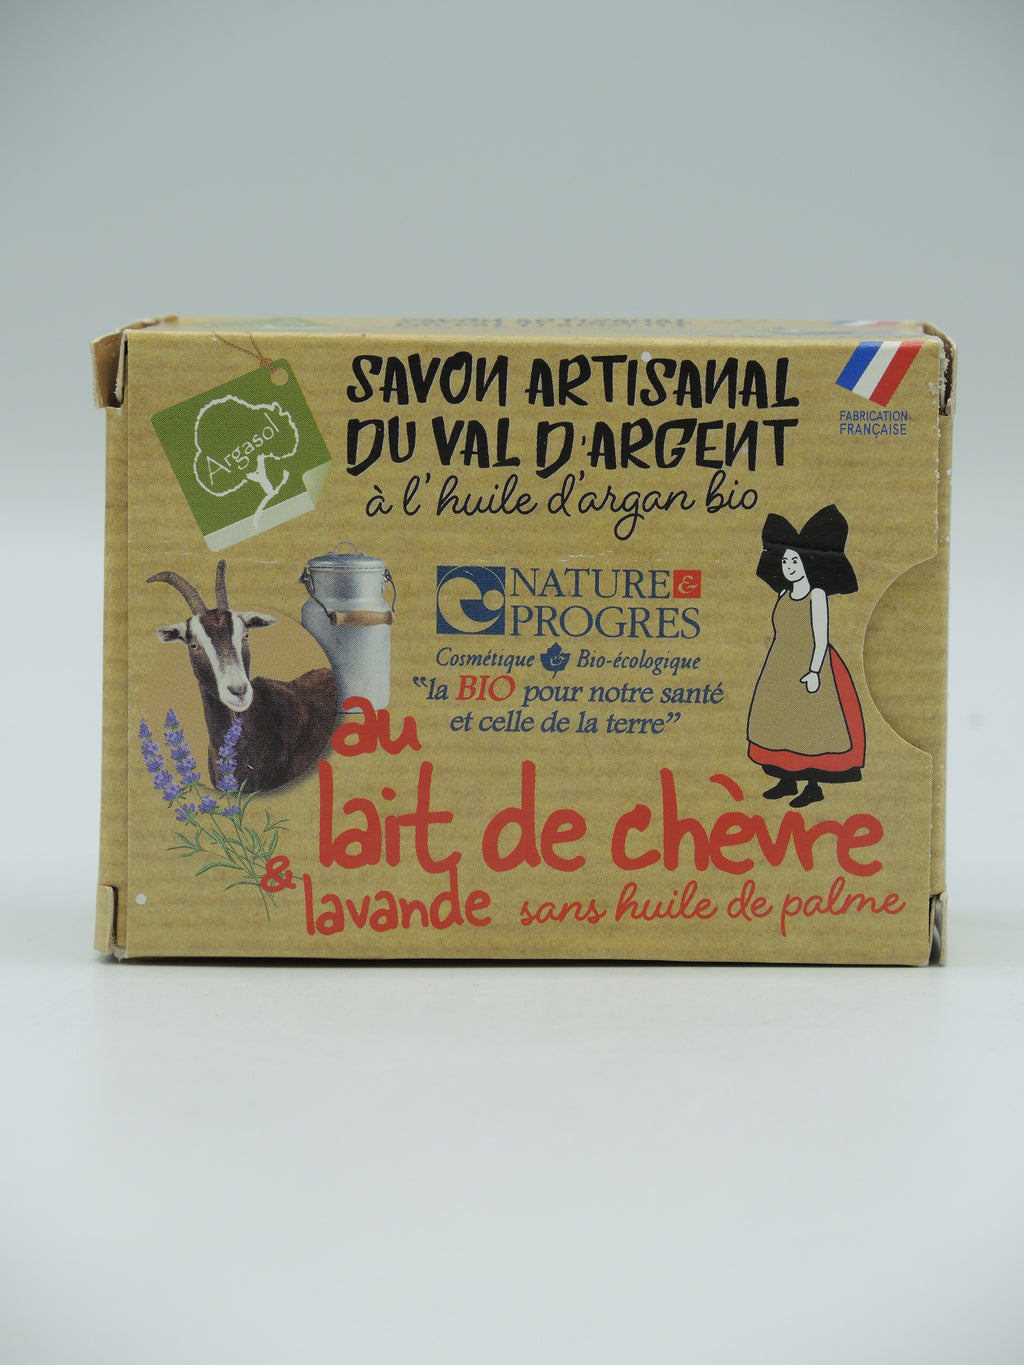 SAVON ARTISANAL
DU VAL D'ARGENT
à l'huile d'argan bio
Argasol
FABRICATION
FRANÇAISE
NATURE &
PROGRES
Cosmétique & Bio-écologique
"la BIO pour notre santé
et celle de la terre"
au
lait de chèvre
& lavande sans huile de palme